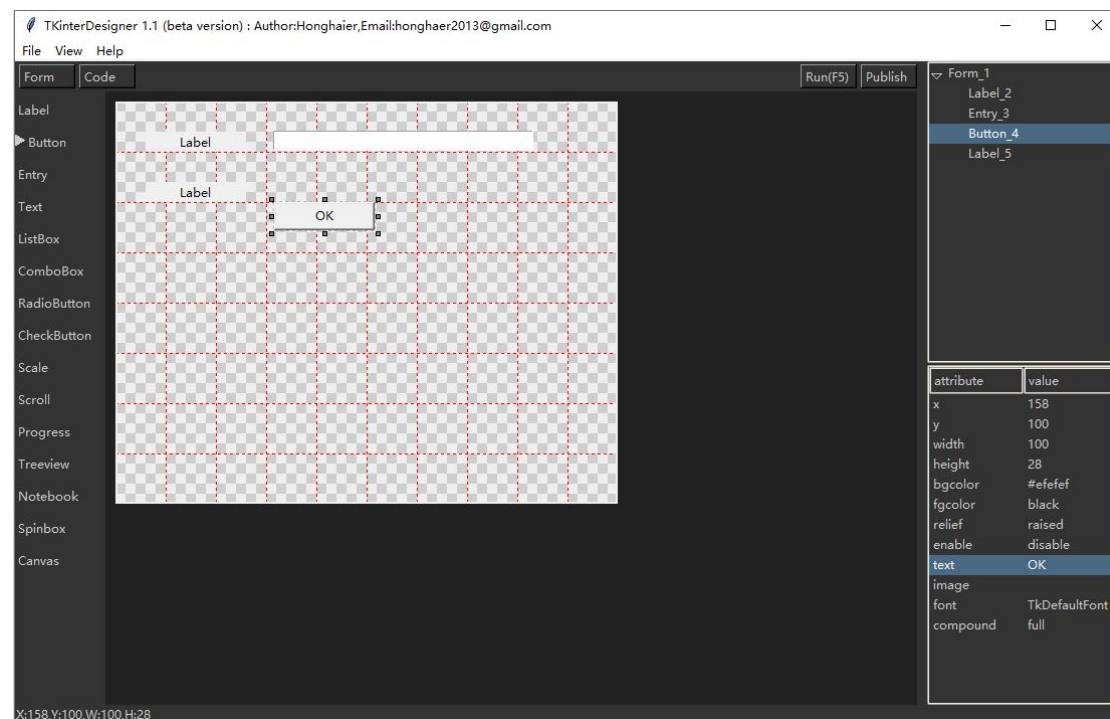 TKinterDesigner 1.1 (beta version) : Author:Honghaier,Email:honghaer2013@gmail.com
File View Help
Form Code Run(F5) Publish
Label
Button
Entry
Text
ListBox
ComboBox
RadioButton
CheckButton
Scale
Scroll
Progress
Treeview
Notebook
Spinbox
Canvas
Label
Label
OK
Form_1
Label_2
Entry_3
Button_4
Label_5
attribute value
x 158
y 100
width 100
height 28
bgcolor #efefef
fgcolor black
relief raised
enable disable
text OK
image
font TkDefaultFont
compound full
X:158,Y:100,W:100,H:28